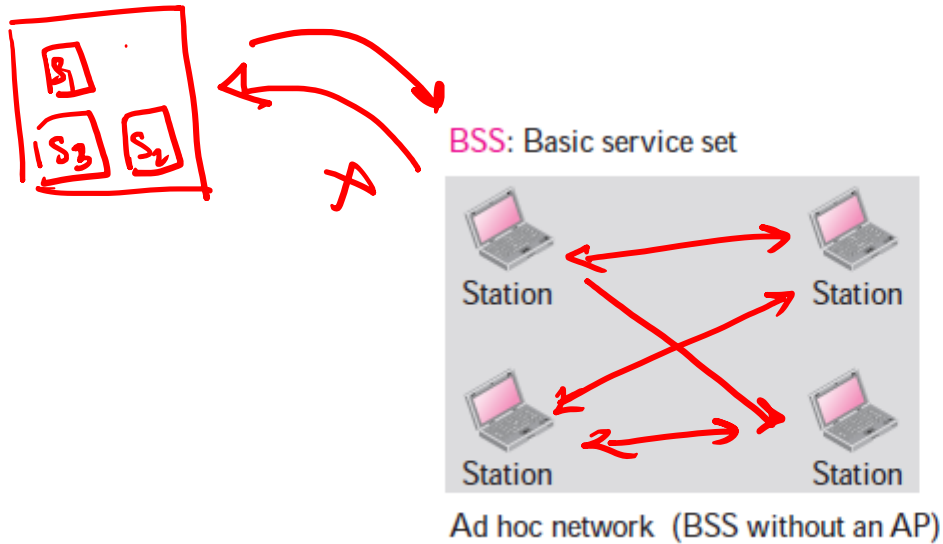 S1
S3 S2
X
BSS: Basic service set
Station Station
Station Station
Ad hoc network (BSS without an AP)